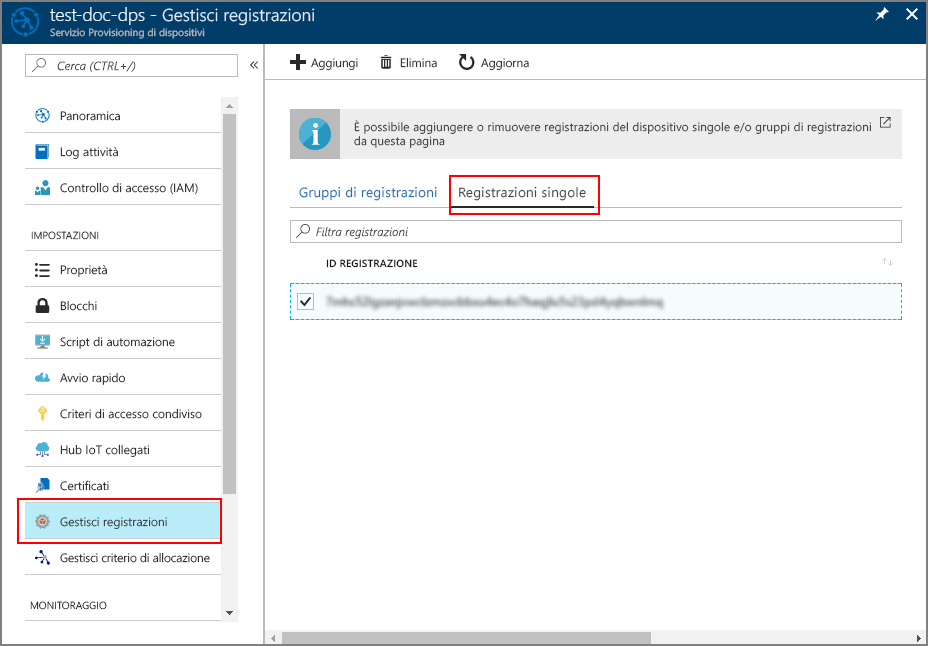 test-doc-dps - Gestisci registrazioni
Servizio Provisioning di dispositivi
Cerca (CTRL+/)
Panoramica
Log attività
Controllo di accesso (IAM)
IMPOSTAZIONI
Proprietà
Blocchi
Script di automazione
Avvio rapido
Criteri di accesso condiviso
Hub IoT collegati
Certificati
Gestisci registrazioni
Gestisci criterio di allocazione
MONITORAGGIO
Aggiungi
Elimina
Aggiorna
È possibile aggiungere o rimuovere registrazioni del dispositivo singole e/o gruppi di registrazioni
da questa pagina
Gruppi di registrazioni
Registrazioni singole
Filtra registrazioni
ID REGISTRAZIONE